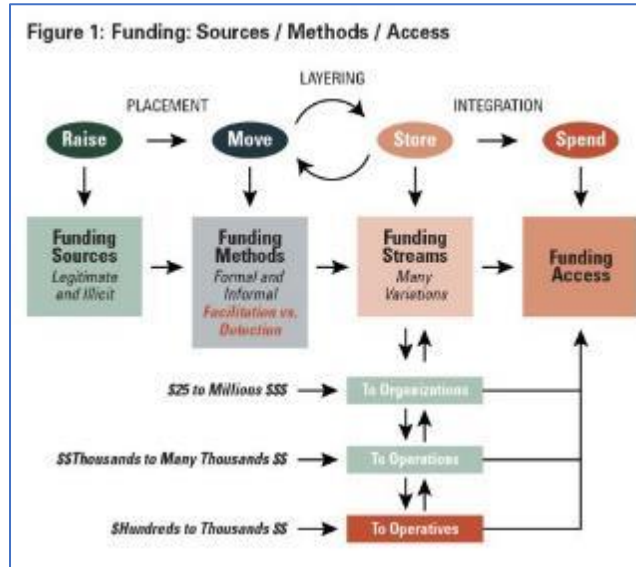 Figure 1: Funding: Sources / Methods / Access
LAYERING
PLACEMENT
INTEGRATION
Raise
Move
Store
Spend
Funding
Sources
Legitimate
and Illicit
Funding
Methods
Formal and
Informal
Facilitation vs.
Detection
Funding
Streams
Many
Variations
Funding
Access
$25 to Millions $$$
To Organizations
$$Thousands to Many Thousands $$
To Operations
$Hundreds to Thousands $$
To Operatives